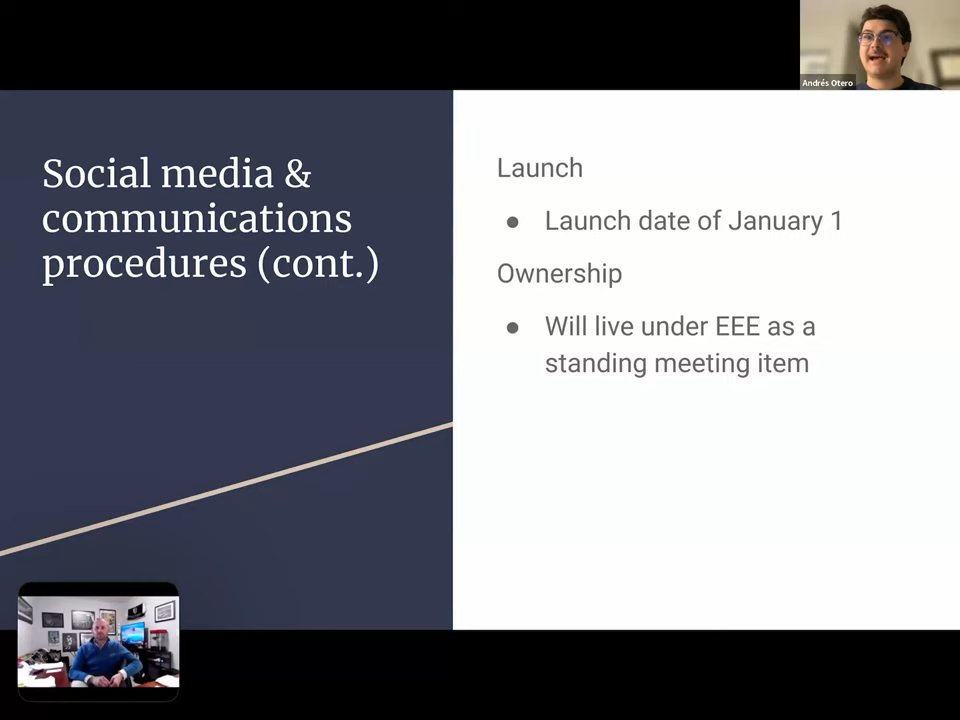 Andrés Otero
Social media &
communications
procedures (cont.)
Launch
● Launch date of January 1
Ownership
● Will live under EEE as a
standing meeting item